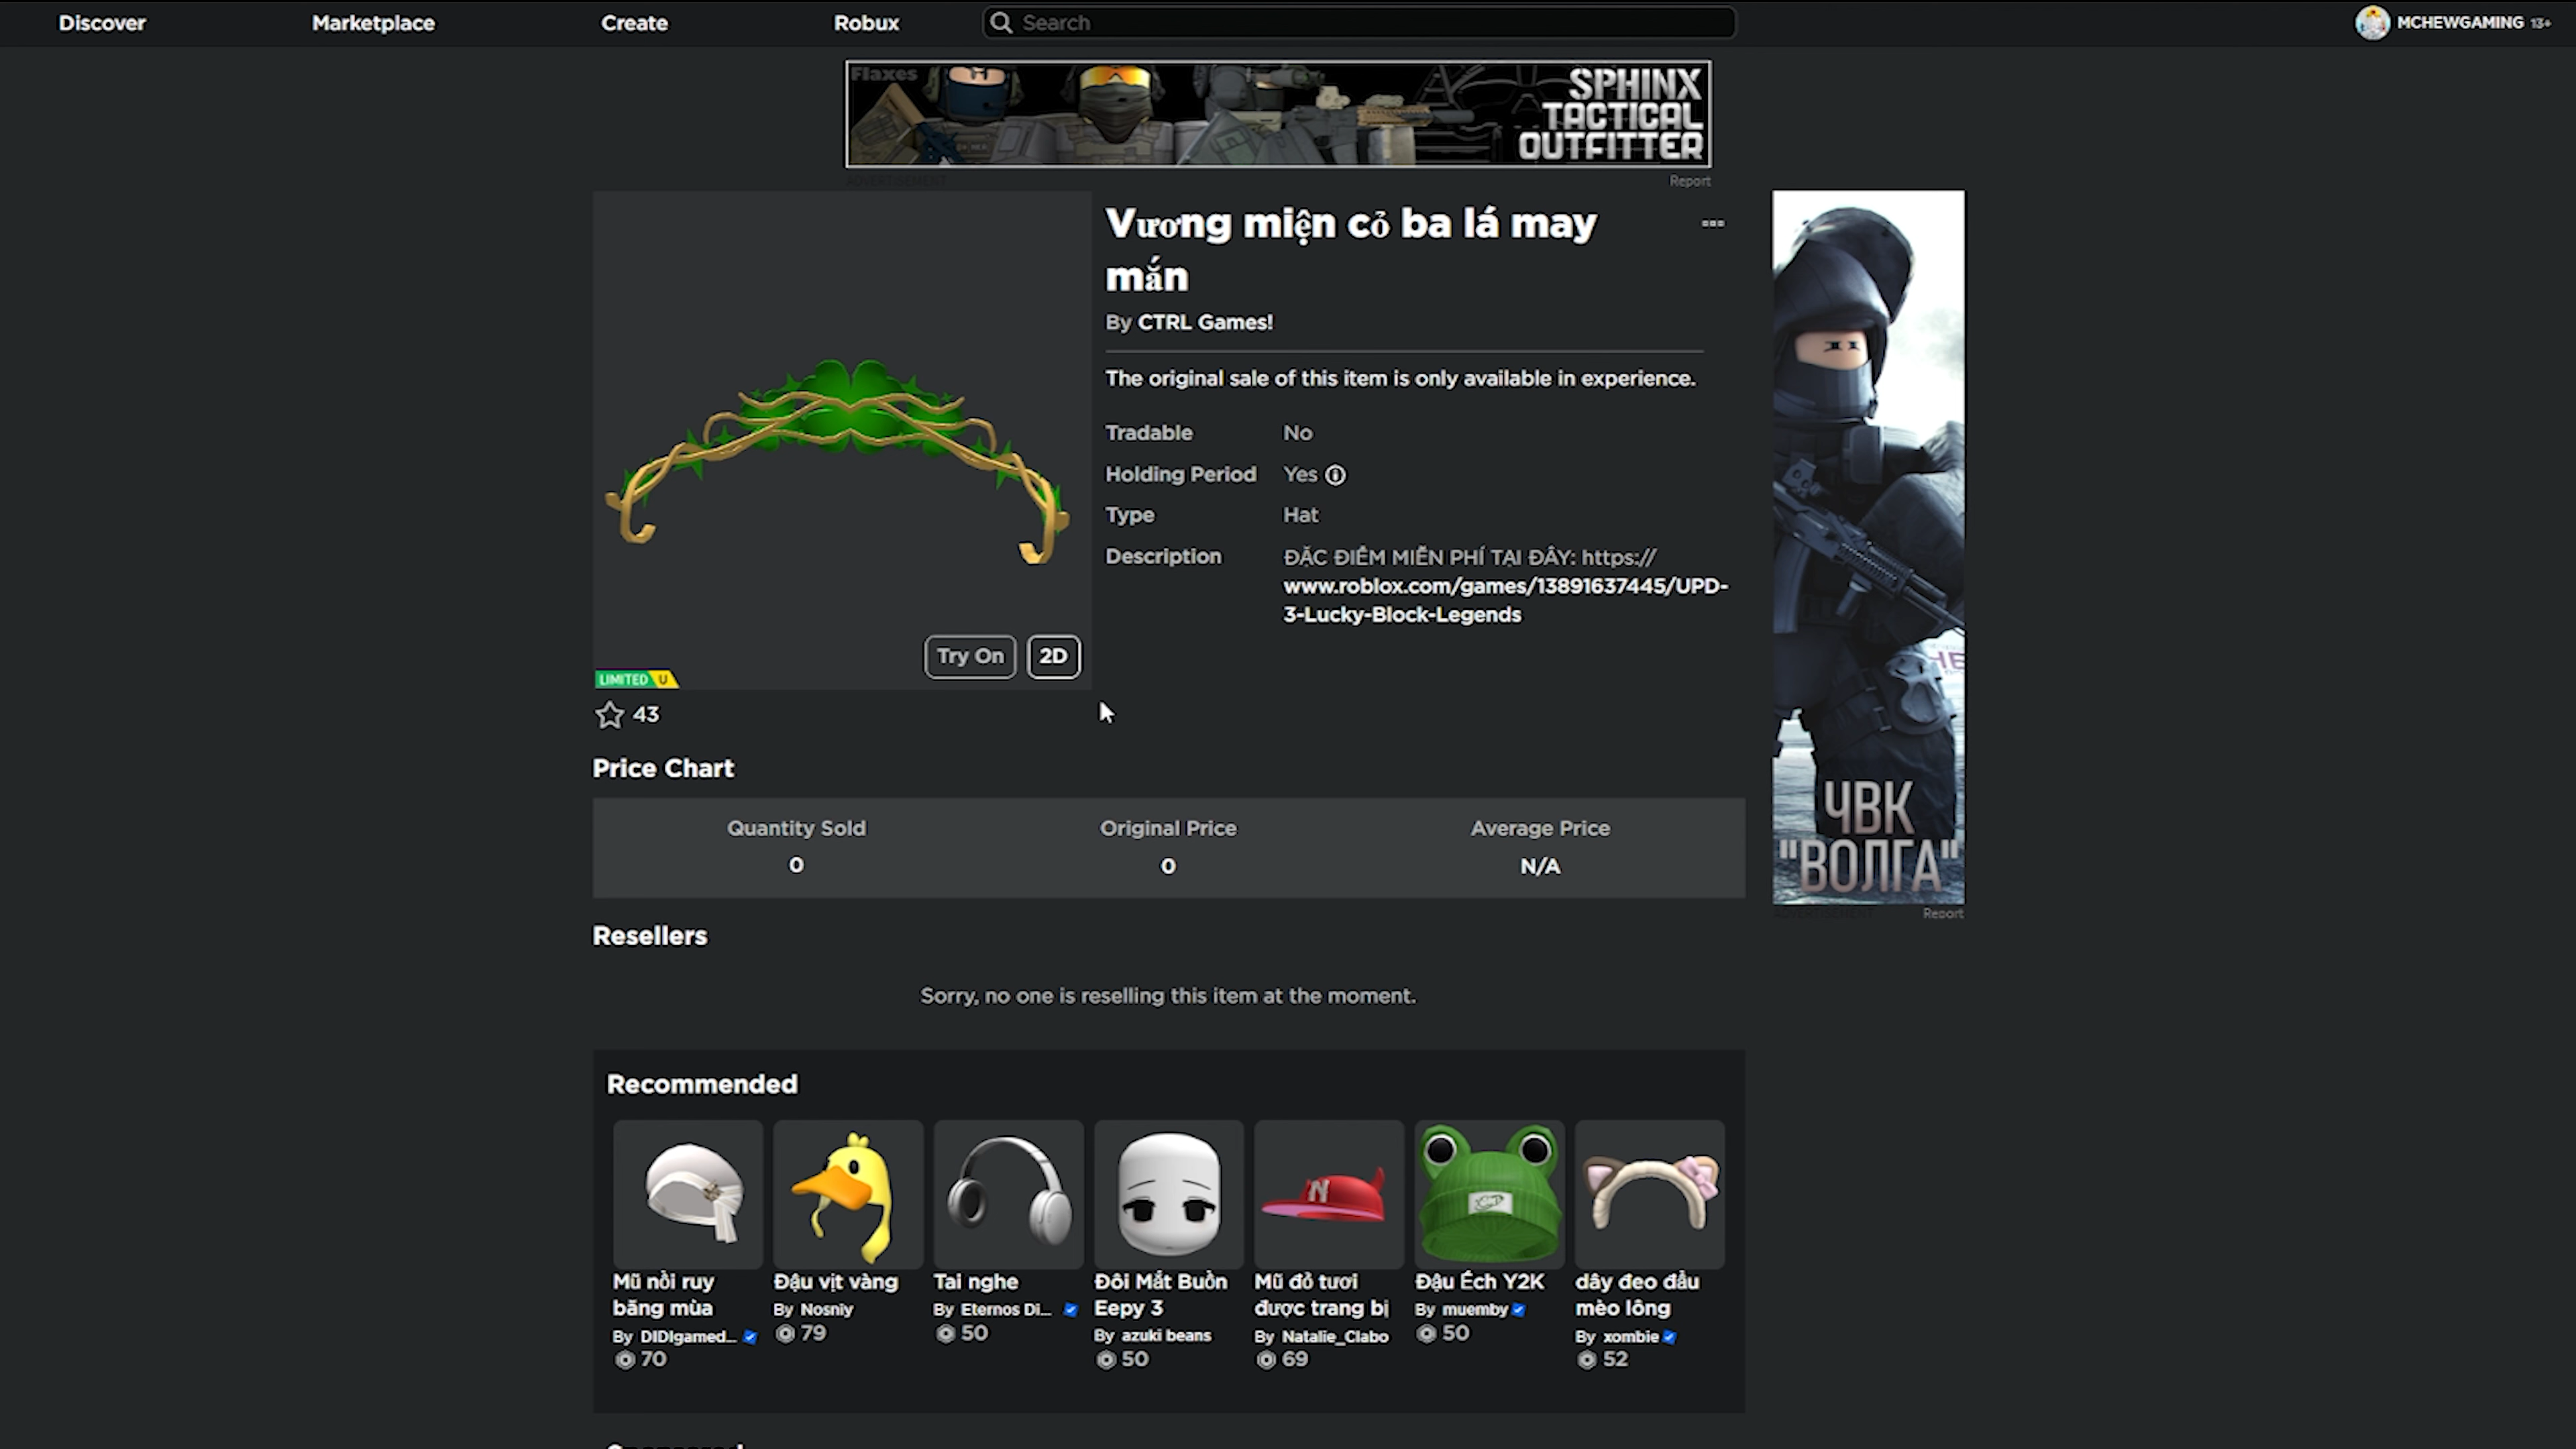 Discover
Marketplace
Create
Robux
Search
MCHEWGAMING 13+
Flaxes
SPHINX
TACTICAL
OUTFITTER
ADVERTISEMENT
Report
Vương miện cỏ ba lá may
mắn
By CTRL Games!
The original sale of this item is only available in experience.
Tradable No
Holding Period Yes
Type Hat
Description ĐẶC ĐIỂM MIỄN PHÍ TẠI ĐÂY: https://
www.roblox.com/games/13891637445/UPD-
3-Lucky-Block-Legends
Try On
2D
LIMITED U
43
ЧВК
"ВОЛГА"
ADVERTISEMENT
Report
Price Chart
Quantity Sold
Original Price
Average Price
0
0
N/A
Resellers
Sorry, no one is reselling this item at the moment.
Recommended
Mũ nồi ruy
băng mùa
By DIDIgamed...
70
Đậu vịt vàng
By Nosniy
79
Tai nghe
By Eternos Di...
50
Đôi Mắt Buồn
Eepy 3
By azuki beans
50
N
Mũ đỏ tươi
được trang bị
By Natalie_Clabo
69
Đậu Ếch Y2K
By muemby
50
dây đeo đầu
mèo lông
By xombie
52